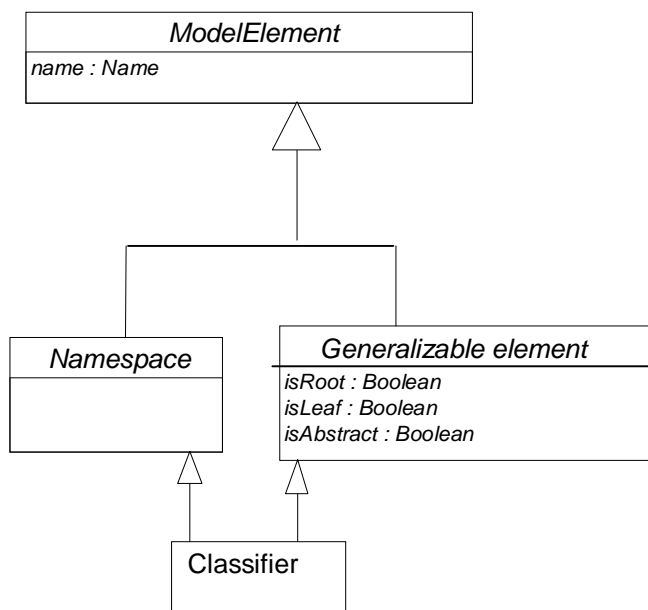 ModelElement
name : Name
Namespace
Generalizable element
isRoot : Boolean
isLeaf : Boolean
isAbstract : Boolean
Classifier